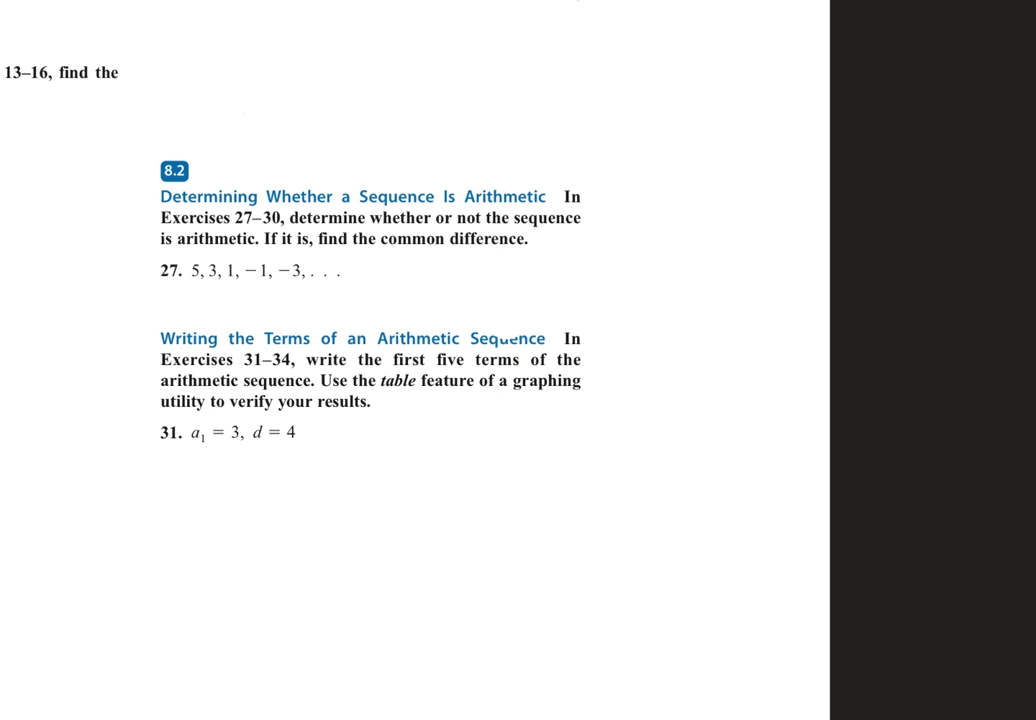 13–16, find the
8.2
Determining Whether a Sequence Is Arithmetic In
Exercises 27–30, determine whether or not the sequence
is arithmetic. If it is, find the common difference.
27. 5, 3, 1, −1, −3, . . .
Writing the Terms of an Arithmetic Sequence In
Exercises 31–34, write the first five terms of the
arithmetic sequence. Use the table feature of a graphing
utility to verify your results.
31. a₁ = 3, d = 4